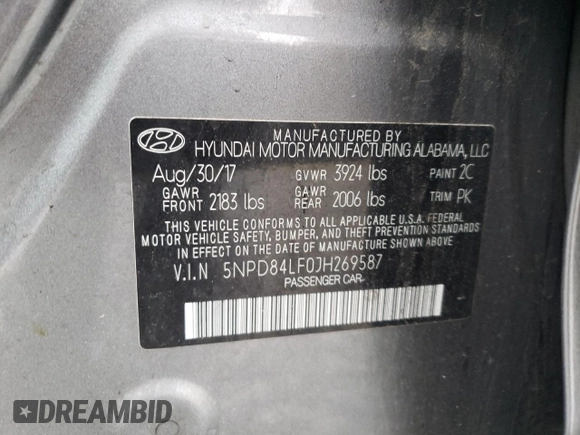 MANUFACTURED BY
HYUNDAI MOTOR MANUFACTURING ALABAMA, LLC
Aug/30/17 GVWR 3924 lbs PAINT 2C
GAWR FRONT 2183 lbs GAWR REAR 2006 lbs TRIM PK
THIS VEHICLE CONFORMS TO ALL APPLICABLE U.S.A. FEDERAL
MOTOR VEHICLE SAFETY, BUMPER, AND THEFT PREVENTION STANDARDS
IN EFFECT ON THE DATE OF MANUFACTURE SHOWN ABOVE.
V.I.N 5NPD84LF0JH269587
PASSENGER CAR
DREAMBID